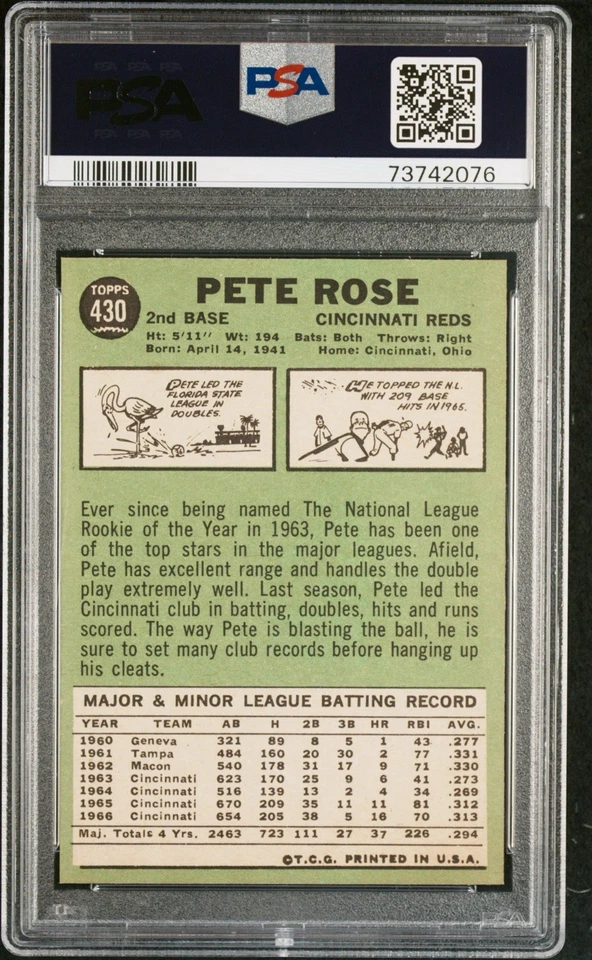 PSA
PSA
73742076
TOPPS
430
PETE ROSE
2nd BASE CINCINNATI REDS
Ht: 5'11" Wt: 194 Bats: Both Throws: Right
Born: April 14, 1941 Home: Cincinnati, Ohio
PETE LED THE
FLORIDA STATE
LEAGUE IN
DOUBLES.
HE TOPPED THE N.L.
WITH 209 BASE
HITS IN 1965.
Ever since being named The National League
Rookie of the Year in 1963, Pete has been one
of the top stars in the major leagues. Afield,
Pete has excellent range and handles the double
play extremely well. Last season, Pete led the
Cincinnati club in batting, doubles, hits and runs
scored. The way Pete is blasting the ball, he is
sure to set many club records before hanging up
his cleats.
MAJOR & MINOR LEAGUE BATTING RECORD
YEAR TEAM AB H 2B 3B HR RBI AVG.
1960 Geneva 321 89 8 5 1 43 .277
1961 Tampa 484 160 20 30 2 77 .331
1962 Macon 540 178 31 17 9 71 .330
1963 Cincinnati 623 170 25 9 6 41 .273
1964 Cincinnati 516 139 13 2 4 34 .269
1965 Cincinnati 670 209 35 11 11 81 .312
1966 Cincinnati 654 205 38 5 16 70 .313
Maj. Totals 4 Yrs. 2463 723 111 27 37 226 .294
©T.C.G. PRINTED IN U.S.A.
PSA